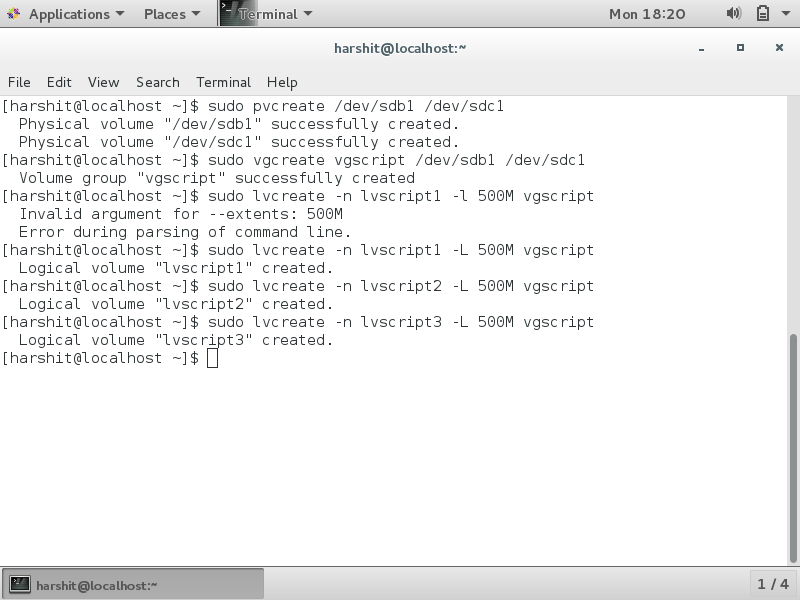 Applications Places Terminal Mon 18:20
harshit@localhost:~
File Edit View Search Terminal Help
[harshit@localhost ~]$ sudo pvcreate /dev/sdb1 /dev/sdc1
  Physical volume "/dev/sdb1" successfully created.
  Physical volume "/dev/sdc1" successfully created.
[harshit@localhost ~]$ sudo vgcreate vgscript /dev/sdb1 /dev/sdc1
  Volume group "vgscript" successfully created
[harshit@localhost ~]$ sudo lvcreate -n lvscript1 -l 500M vgscript
  Invalid argument for --extents: 500M
  Error during parsing of command line.
[harshit@localhost ~]$ sudo lvcreate -n lvscript1 -L 500M vgscript
  Logical volume "lvscript1" created.
[harshit@localhost ~]$ sudo lvcreate -n lvscript2 -L 500M vgscript
  Logical volume "lvscript2" created.
[harshit@localhost ~]$ sudo lvcreate -n lvscript3 -L 500M vgscript
  Logical volume "lvscript3" created.
[harshit@localhost ~]$
harshit@localhost:~ 1 / 4